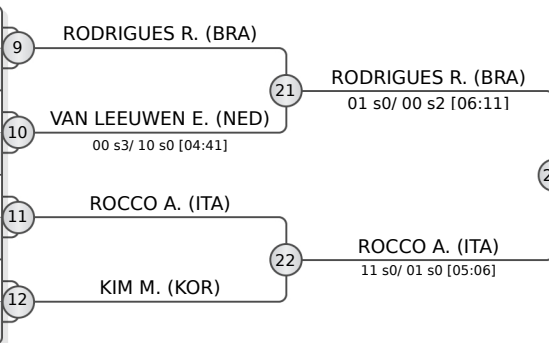 9
RODRIGUES R. (BRA)
21
RODRIGUES R. (BRA)
01 s0/ 00 s2 [06:11]
10
VAN LEEUWEN E. (NED)
00 s3/ 10 s0 [04:41]
11
ROCCO A. (ITA)
22
ROCCO A. (ITA)
11 s0/ 01 s0 [05:06]
12
KIM M. (KOR)